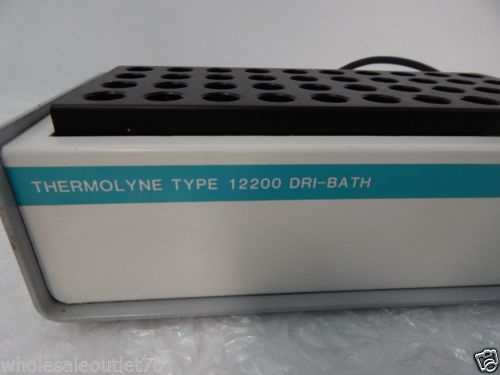 THERMOLYNE TYPE 12200 DRI-BATH
wholesaleoutlet70